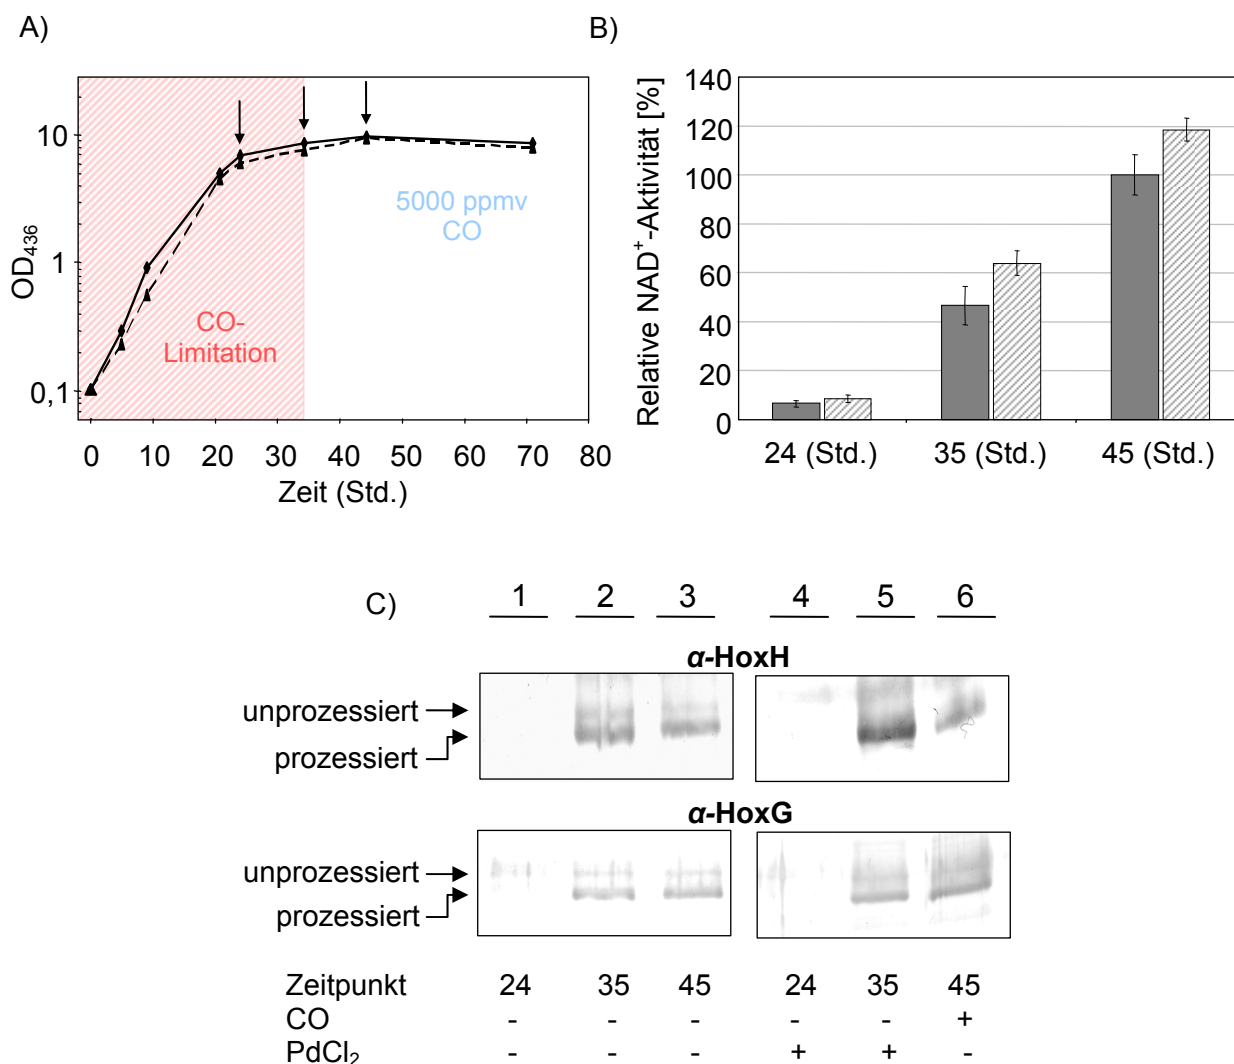 A)
B)
OD436
10
1
0,1
CO-
Limitation
5000 ppmv
CO
0 10 20 30 40 50 60 70 80
Zeit (Std.)
Relative NAD+-Aktivität [%]
140
120
100
80
60
40
20
0
24 (Std.) 35 (Std.) 45 (Std.)
C)
1 2 3 4 5 6
α-HoxH
unprozessiert
prozessiert
α-HoxG
unprozessiert
prozessiert
Zeitpunkt 24 35 45 24 35 45
CO - - - - - +
PdCl2 - - - + + -